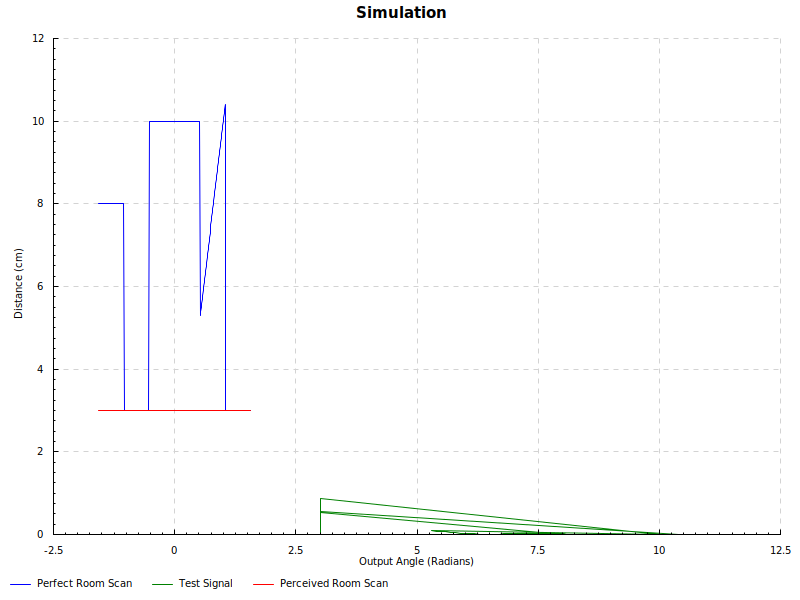 Simulation
12
10
8
6
4
2
0
Distance (cm)
-2.5 0 2.5 5 7.5 10 12.5
Output Angle (Radians)
Perfect Room Scan Test Signal Perceived Room Scan